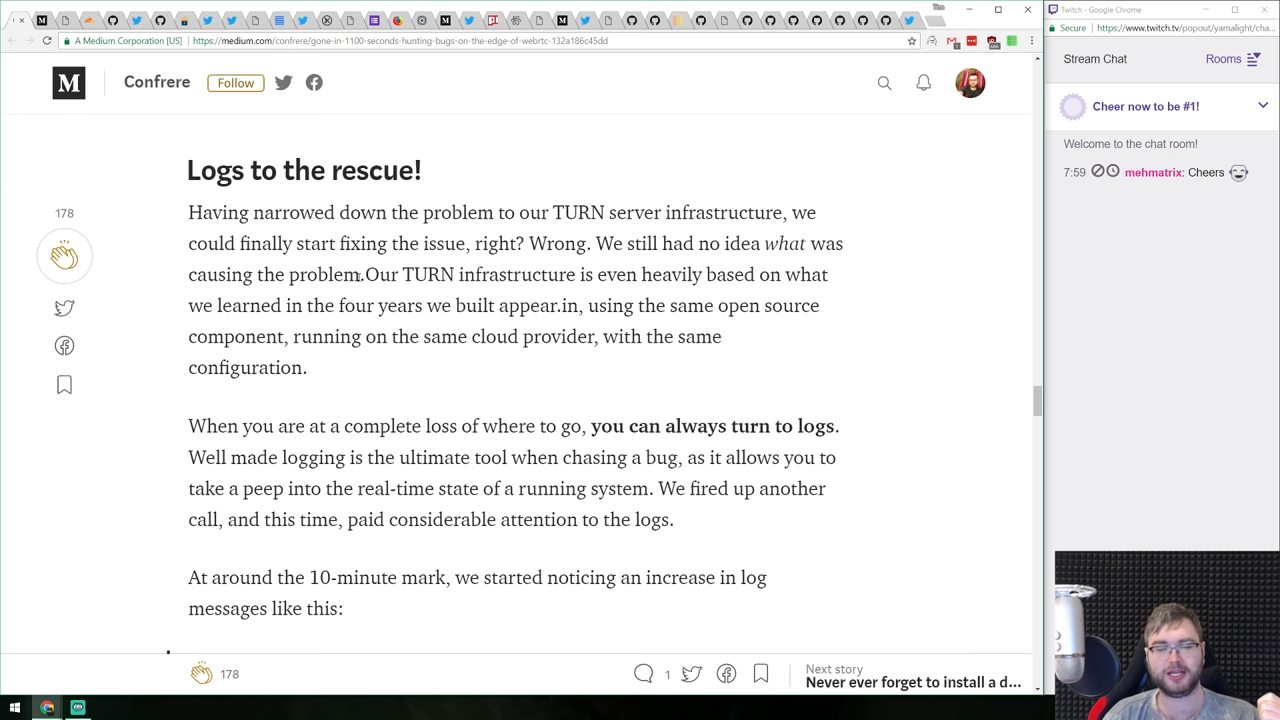 Tim
A Medium Corporation [US]
https://medium.com/confrere/gone-in-1100-seconds-hunting-bugs-on-the-edge-of-webrtc-132a186c45dd
Confrere
Follow
Logs to the rescue!
Having narrowed down the problem to our TURN server infrastructure, we
could finally start fixing the issue, right? Wrong. We still had no idea what was
causing the problem.Our TURN infrastructure is even heavily based on what
we learned in the four years we built appear.in, using the same open source
component, running on the same cloud provider, with the same
configuration.
When you are at a complete loss of where to go, you can always turn to logs.
Well made logging is the ultimate tool when chasing a bug, as it allows you to
take a peep into the real-time state of a running system. We fired up another
call, and this time, paid considerable attention to the logs.
At around the 10-minute mark, we started noticing an increase in log
messages like this:
178
178
1
Next story
Never ever forget to install a d...
Twitch - Google Chrome
Secure
https://www.twitch.tv/popout/yamalight/cha...
Stream Chat
Rooms
Cheer now to be #1!
Welcome to the chat room!
7:59 mehmatrix: Cheers